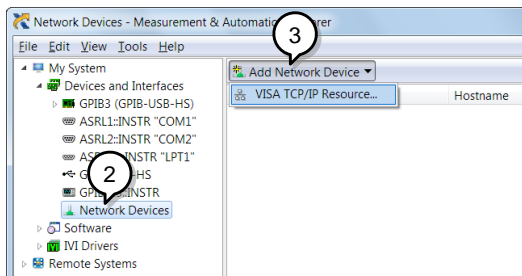 Network Devices - Measurement & Automation Explorer
3
File Edit View Tools Help
My System
Add Network Device
Devices and Interfaces
VISA TCP/IP Resource...
Hostname
GPIB3 (GPIB-USB-HS)
ASRL1::INSTR "COM1"
ASRL2::INSTR "COM2"
INSTR "LPT1"
2
-HS
INSTR
Network Devices
Software
IVI Drivers
Remote Systems